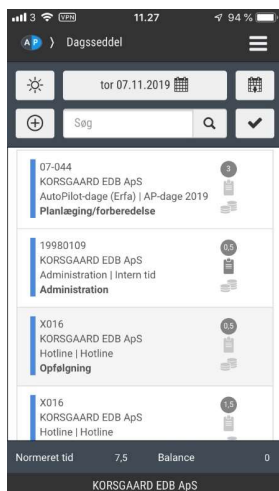 3 VPN 11.27 94 %
AP Dagsseddel
tor 07.11.2019
Søg
07-044
KORSGAARD EDB ApS
AutoPilot-dage (Erfa) | AP-dage 2019
Planlæging/forberedelse
3
19980109
KORSGAARD EDB ApS
Administration | Intern tid
Administration
0,5
X016
KORSGAARD EDB ApS
Hotline | Hotline
Opfølgning
0,5
X016
KORSGAARD EDB ApS
Hotline | Hotline
1,5
Normeret tid 7,5 Balance 0
KORSGAARD EDB ApS